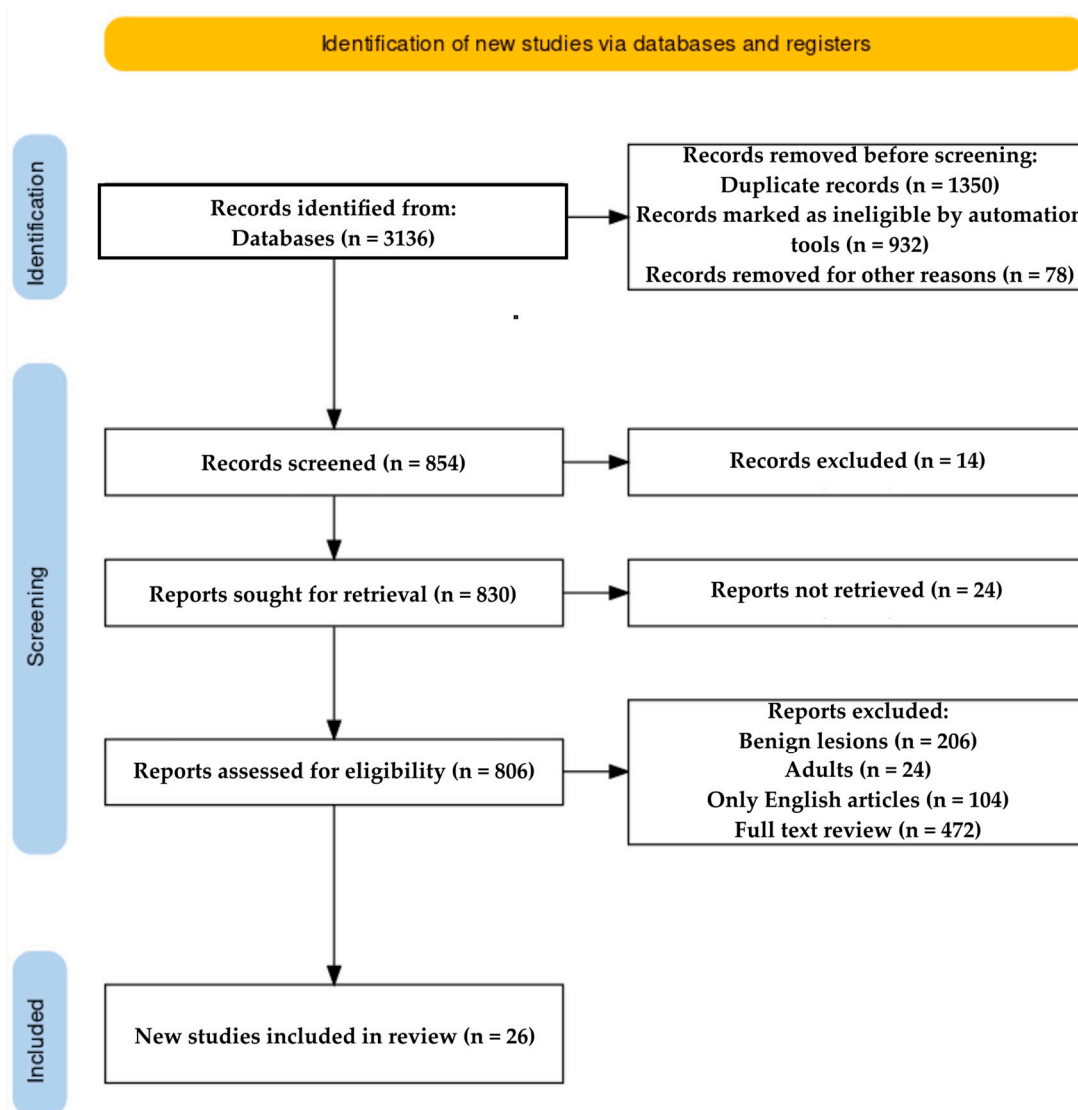 Identification of new studies via databases and registers
Identification
Records identified from:
Databases (n = 3136)
Records removed before screening:
Duplicate records (n = 1350)
Records marked as ineligible by automation
tools (n = 932)
Records removed for other reasons (n = 78)
Screening
Records screened (n = 854)
Records excluded (n = 14)
Reports sought for retrieval (n = 830)
Reports not retrieved (n = 24)
Reports assessed for eligibility (n = 806)
Reports excluded:
Benign lesions (n = 206)
Adults (n = 24)
Only English articles (n = 104)
Full text review (n = 472)
Included
New studies included in review (n = 26)